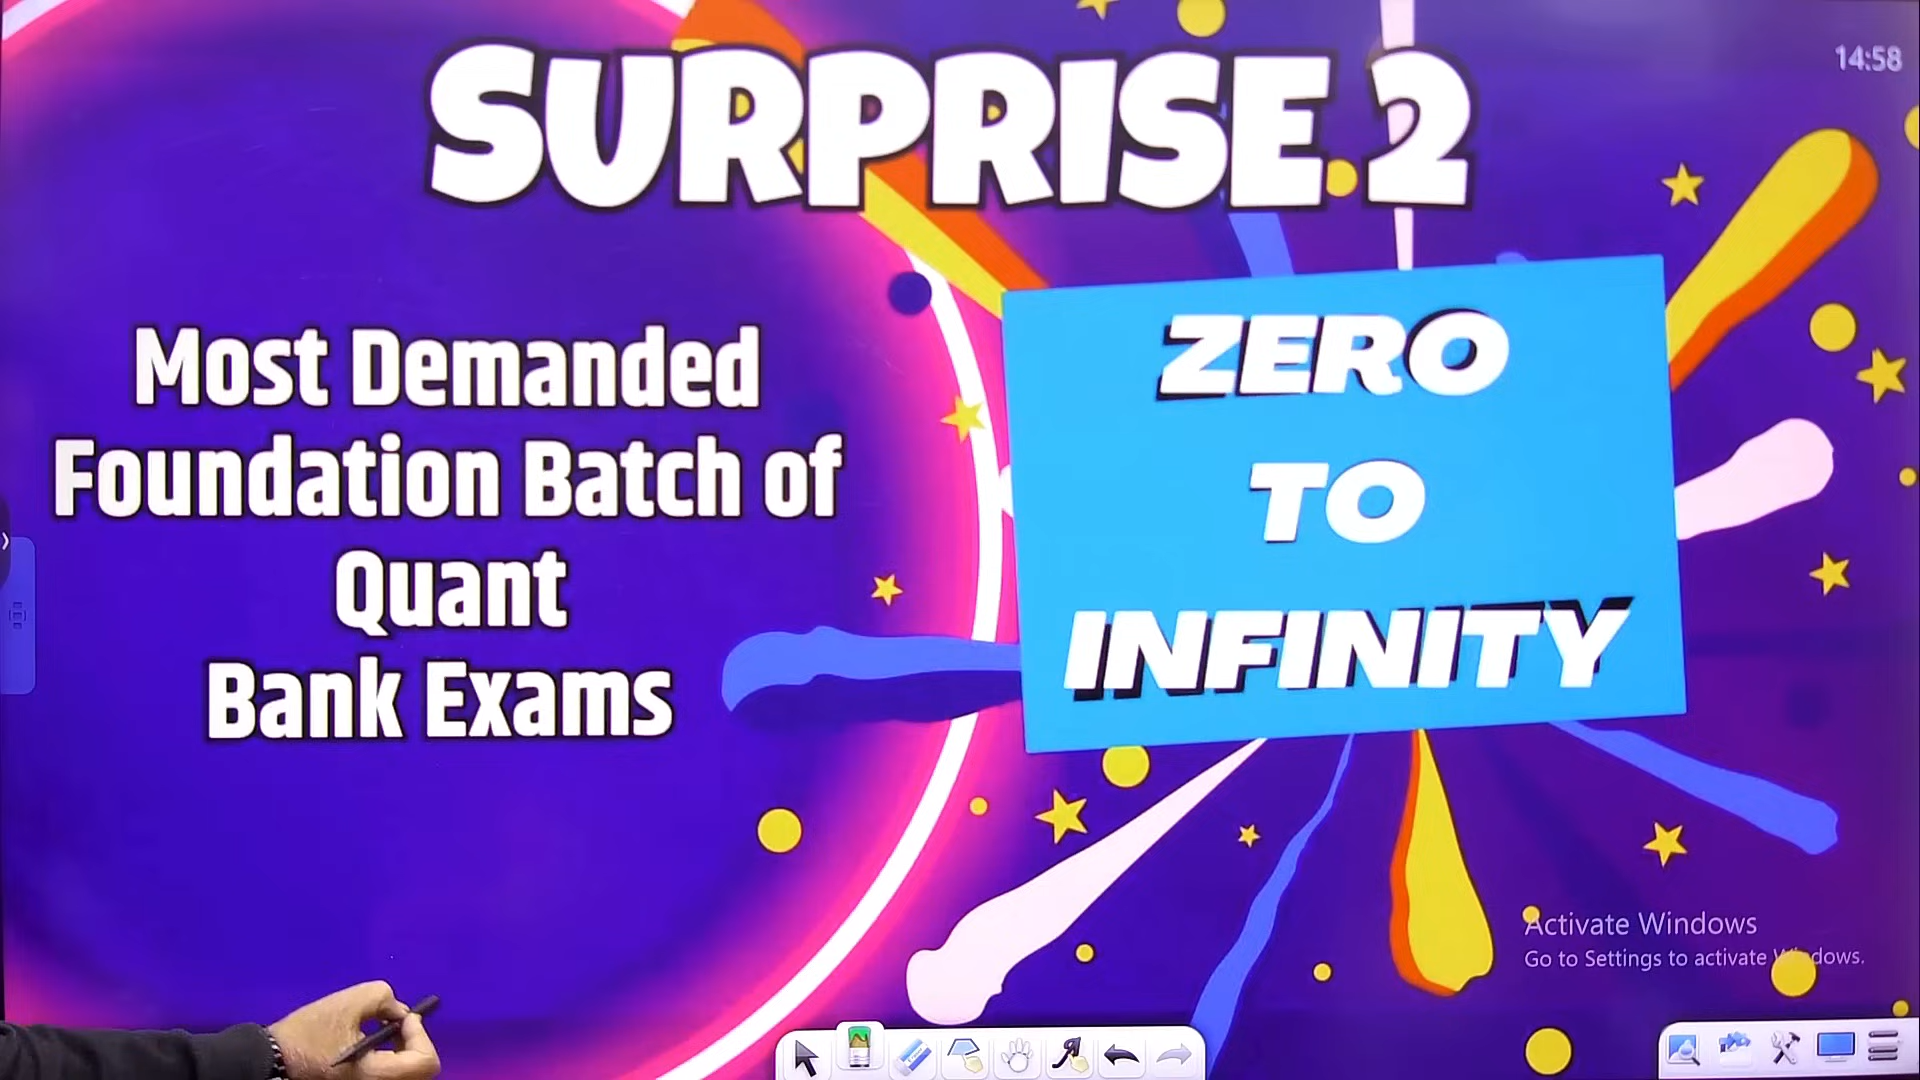 SURPRISE 2
14:58
Most Demanded
Foundation Batch of
Quant
Bank Exams
ZERO
TO
INFINITY
Activate Windows
Go to Settings to activate Windows.